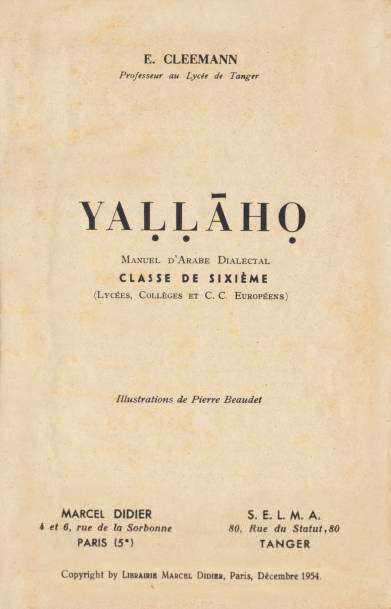 E. CLEEMANN
Professeur au Lycée de Tanger
YAḶḶĀHỌ
MANUEL D'ARABE DIALECTAL
CLASSE DE SIXIÈME
(LYCÉES, COLLÈGES ET C. C. EUROPÉENS)
Illustrations de Pierre Beaudet
MARCEL DIDIER
4 et 6, rue de la Sorbonne
PARIS (5e)
S. E. L. M. A.
80, Rue du Statut, 80
TANGER
Copyright by LIBRAIRIE MARCEL DIDIER, Paris, Décembre 1954.